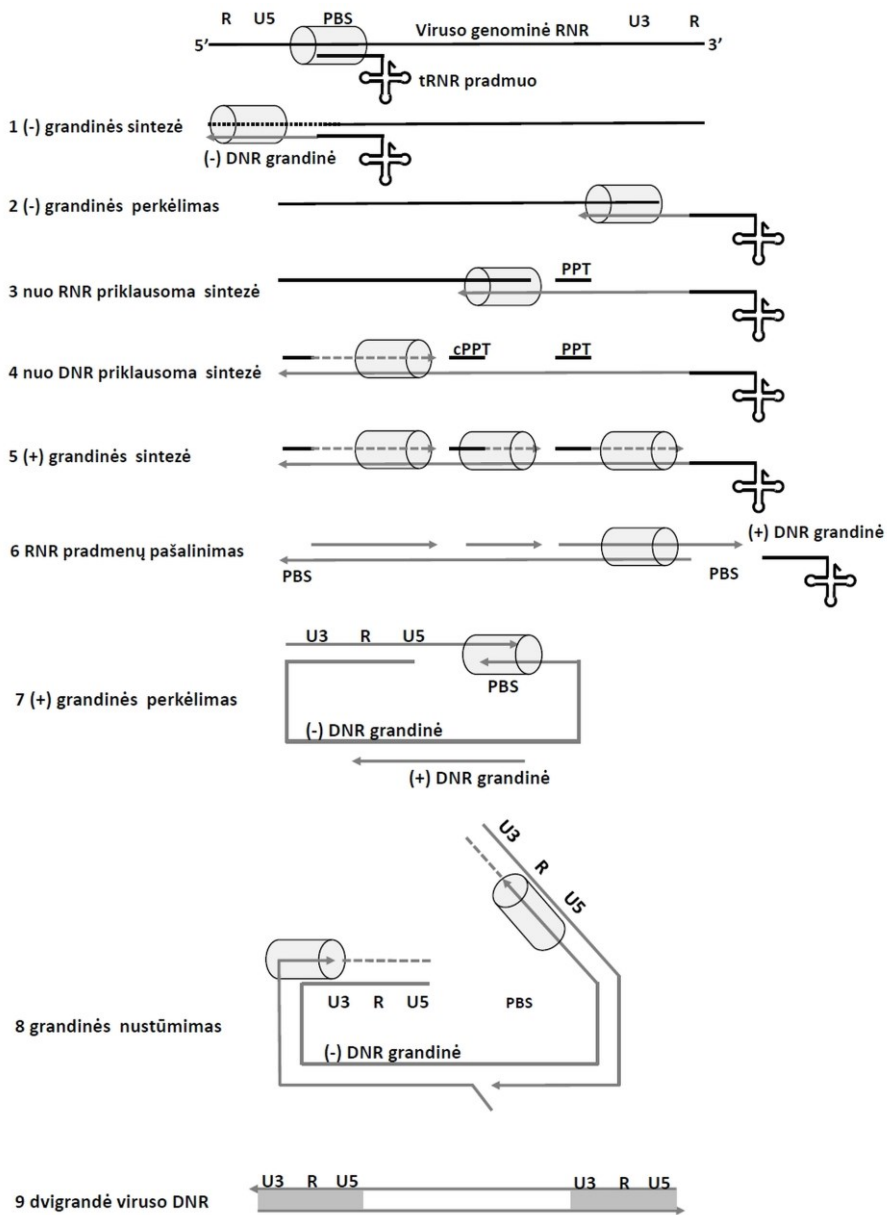 R U5 PBS Viruso genominė RNR U3 R
5’ 3’
tRNR pradmuo
1 (-) grandinės sintezė
(-) DNR grandinė
2 (-) grandinės perkėlimas
PPT
3 nuo RNR priklausoma sintezė
cPPT PPT
4 nuo DNR priklausoma sintezė
5 (+) grandinės sintezė
(+) DNR grandinė
6 RNR pradmenų pašalinimas
PBS PBS
U3 R U5
PBS
7 (+) grandinės perkėlimas
(-) DNR grandinė
(+) DNR grandinė
U3
R
U5
U3 R U5 PBS
8 grandinės nustūmimas
(-) DNR grandinė
U3 R U5 U3 R U5
9 dvigrandė viruso DNR